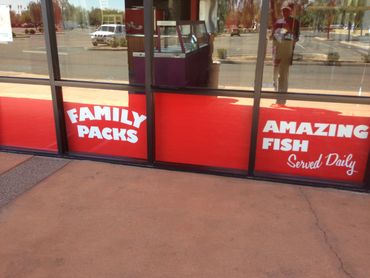 FAMILY
PACKS
AMAZING
FISH
Served Daily